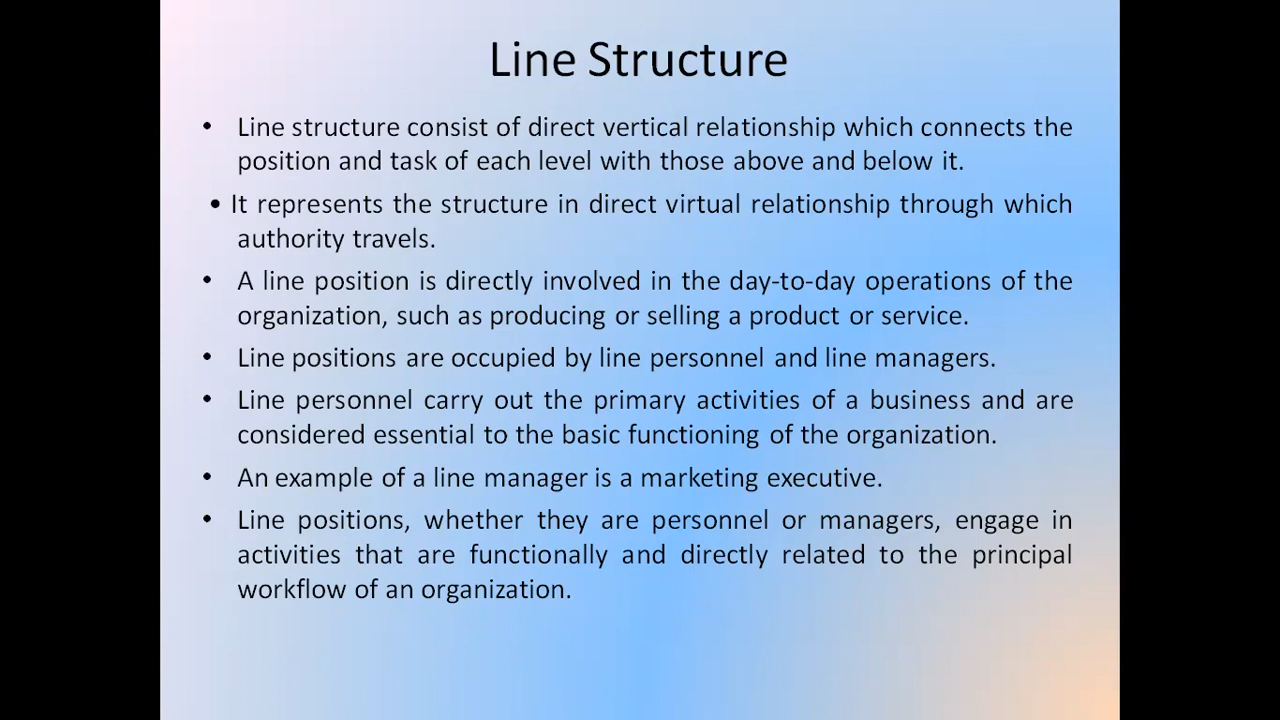 Line Structure
• Line structure consist of direct vertical relationship which connects the
position and task of each level with those above and below it.
• It represents the structure in direct virtual relationship through which
authority travels.
• A line position is directly involved in the day-to-day operations of the
organization, such as producing or selling a product or service.
• Line positions are occupied by line personnel and line managers.
• Line personnel carry out the primary activities of a business and are
considered essential to the basic functioning of the organization.
• An example of a line manager is a marketing executive.
• Line positions, whether they are personnel or managers, engage in
activities that are functionally and directly related to the principal
workflow of an organization.